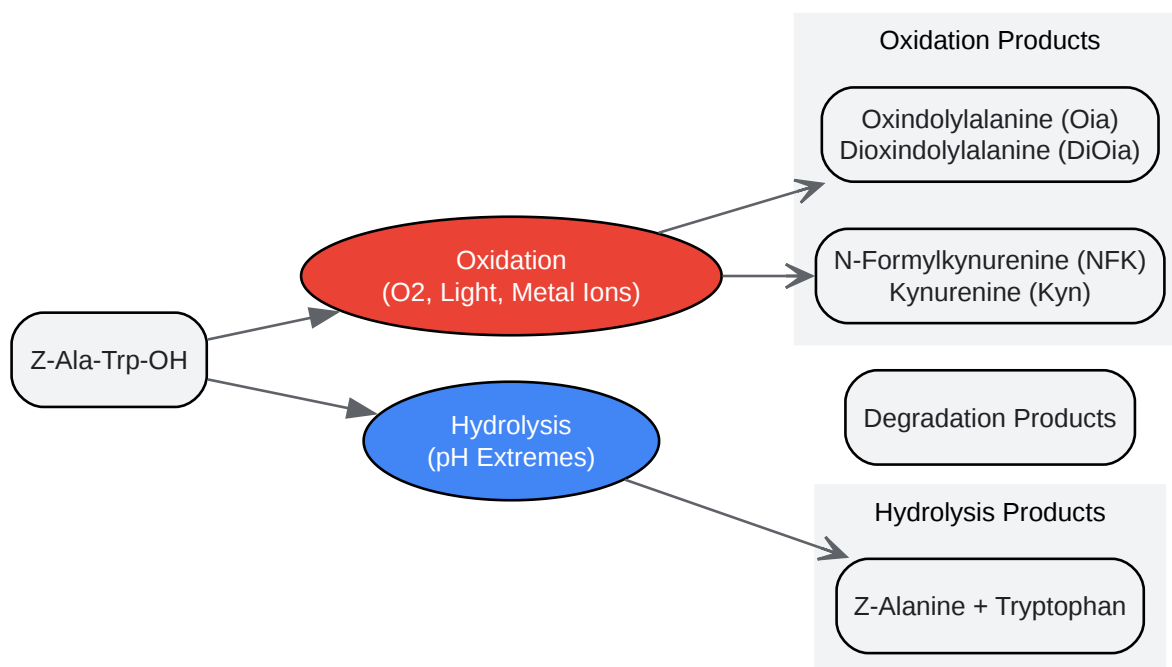 Z-Ala-Trp-OH
Oxidation
(O2, Light, Metal Ions)
Hydrolysis
(pH Extremes)
Oxidation Products
Oxindolylalanine (Oia)
Dioxindolylalanine (DiOia)
N-Formylkynurenine (NFK)
Kynurenine (Kyn)
Degradation Products
Hydrolysis Products
Z-Alanine + Tryptophan